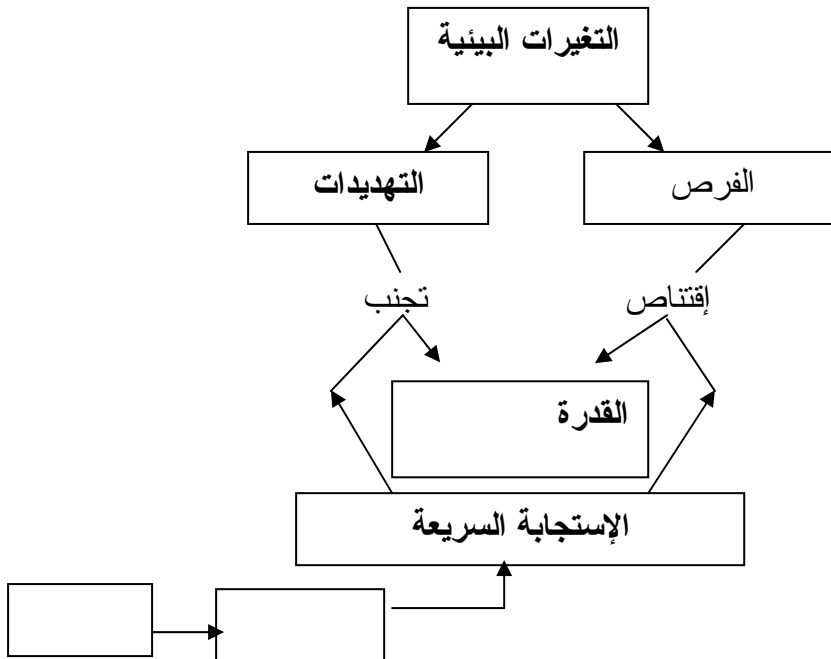 التغيرات البيئية
الفرص
التهديدات
إقتناص
تجنب
القدرة
الإستجابة السريعة